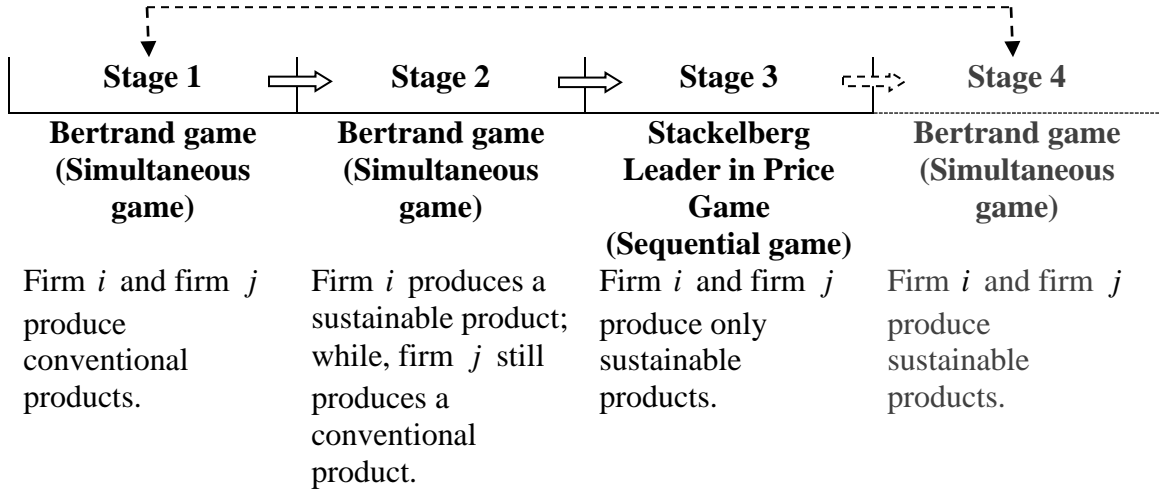 Stage 1
Bertrand game
(Simultaneous
game)
Firm i and firm j
produce
conventional
products.
Stage 2
Bertrand game
(Simultaneous
game)
Firm i produces a
sustainable product;
while, firm j still
produces a
conventional
product.
Stage 3
Stackelberg
Leader in Price
Game
(Sequential game)
Firm i and firm j
produce only
sustainable
products.
Stage 4
Bertrand game
(Simultaneous
game)
Firm i and firm j
produce
sustainable
products.